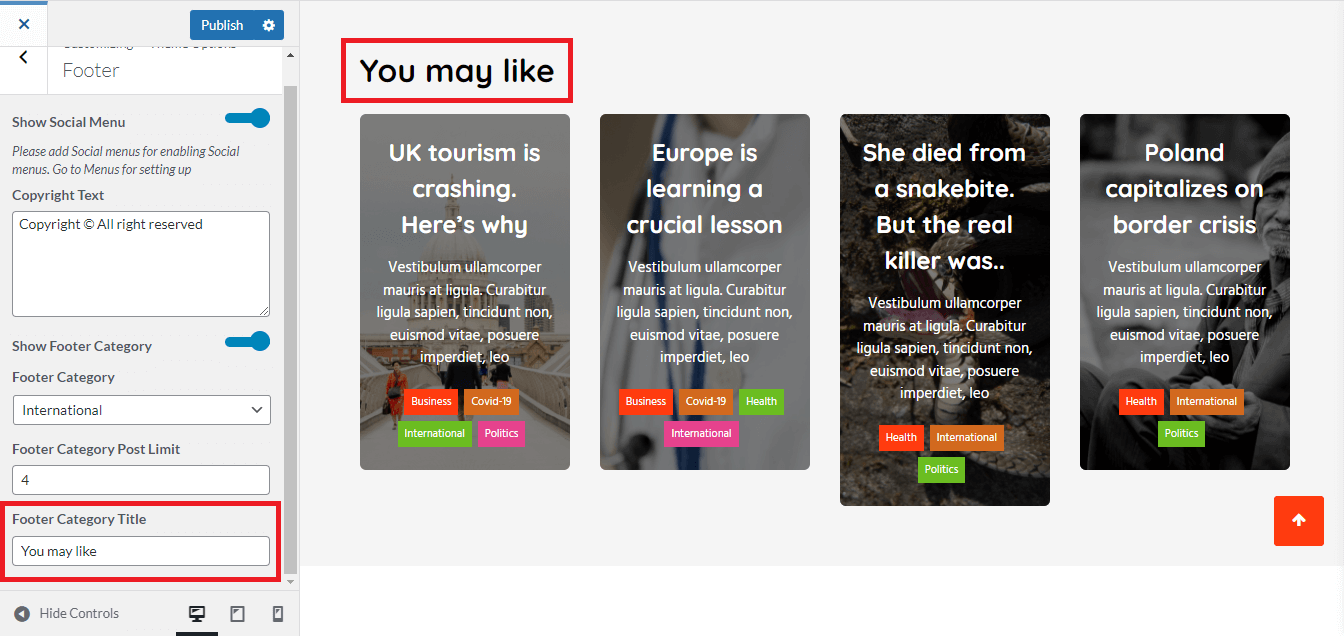 Publish
Customizing Theme Options
Footer
Show Social Menu
Please add Social menus for enabling Social
menus. Go to Menus for setting up
Copyright Text
Copyright © All right reserved
Show Footer Category
Footer Category
International
Footer Category Post Limit
4
Footer Category Title
You may like
Hide Controls
You may like
UK tourism is
crashing.
Here’s why
Vestibulum ullamcorper
mauris at ligula. Curabitur
ligula sapien, tincidunt non,
euismod vitae, posuere
imperdiet, leo
Business Covid-19
International Politics
Europe is
learning a
crucial lesson
Vestibulum ullamcorper
mauris at ligula. Curabitur
ligula sapien, tincidunt non,
euismod vitae, posuere
imperdiet, leo
Business Covid-19 Health
International
She died from
a snakebite.
But the real
killer was..
Vestibulum ullamcorper
mauris at ligula. Curabitur
ligula sapien, tincidunt non,
euismod vitae, posuere
imperdiet, leo
Health International
Politics
Poland
capitalizes on
border crisis
Vestibulum ullamcorper
mauris at ligula. Curabitur
ligula sapien, tincidunt non,
euismod vitae, posuere
imperdiet, leo
Health International
Politics